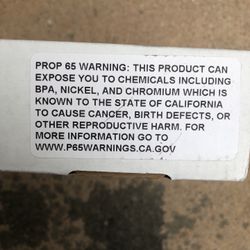 PROP 65 WARNING: THIS PRODUCT CAN
EXPOSE YOU TO CHEMICALS INCLUDING
BPA, NICKEL, AND CHROMIUM WHICH IS
KNOWN TO THE STATE OF CALIFORNIA
TO CAUSE CANCER, BIRTH DEFECTS, OR
OTHER REPRODUCTIVE HARM. FOR
MORE INFORMATION GO TO
WWW.P65WARNINGS.CA.GOV